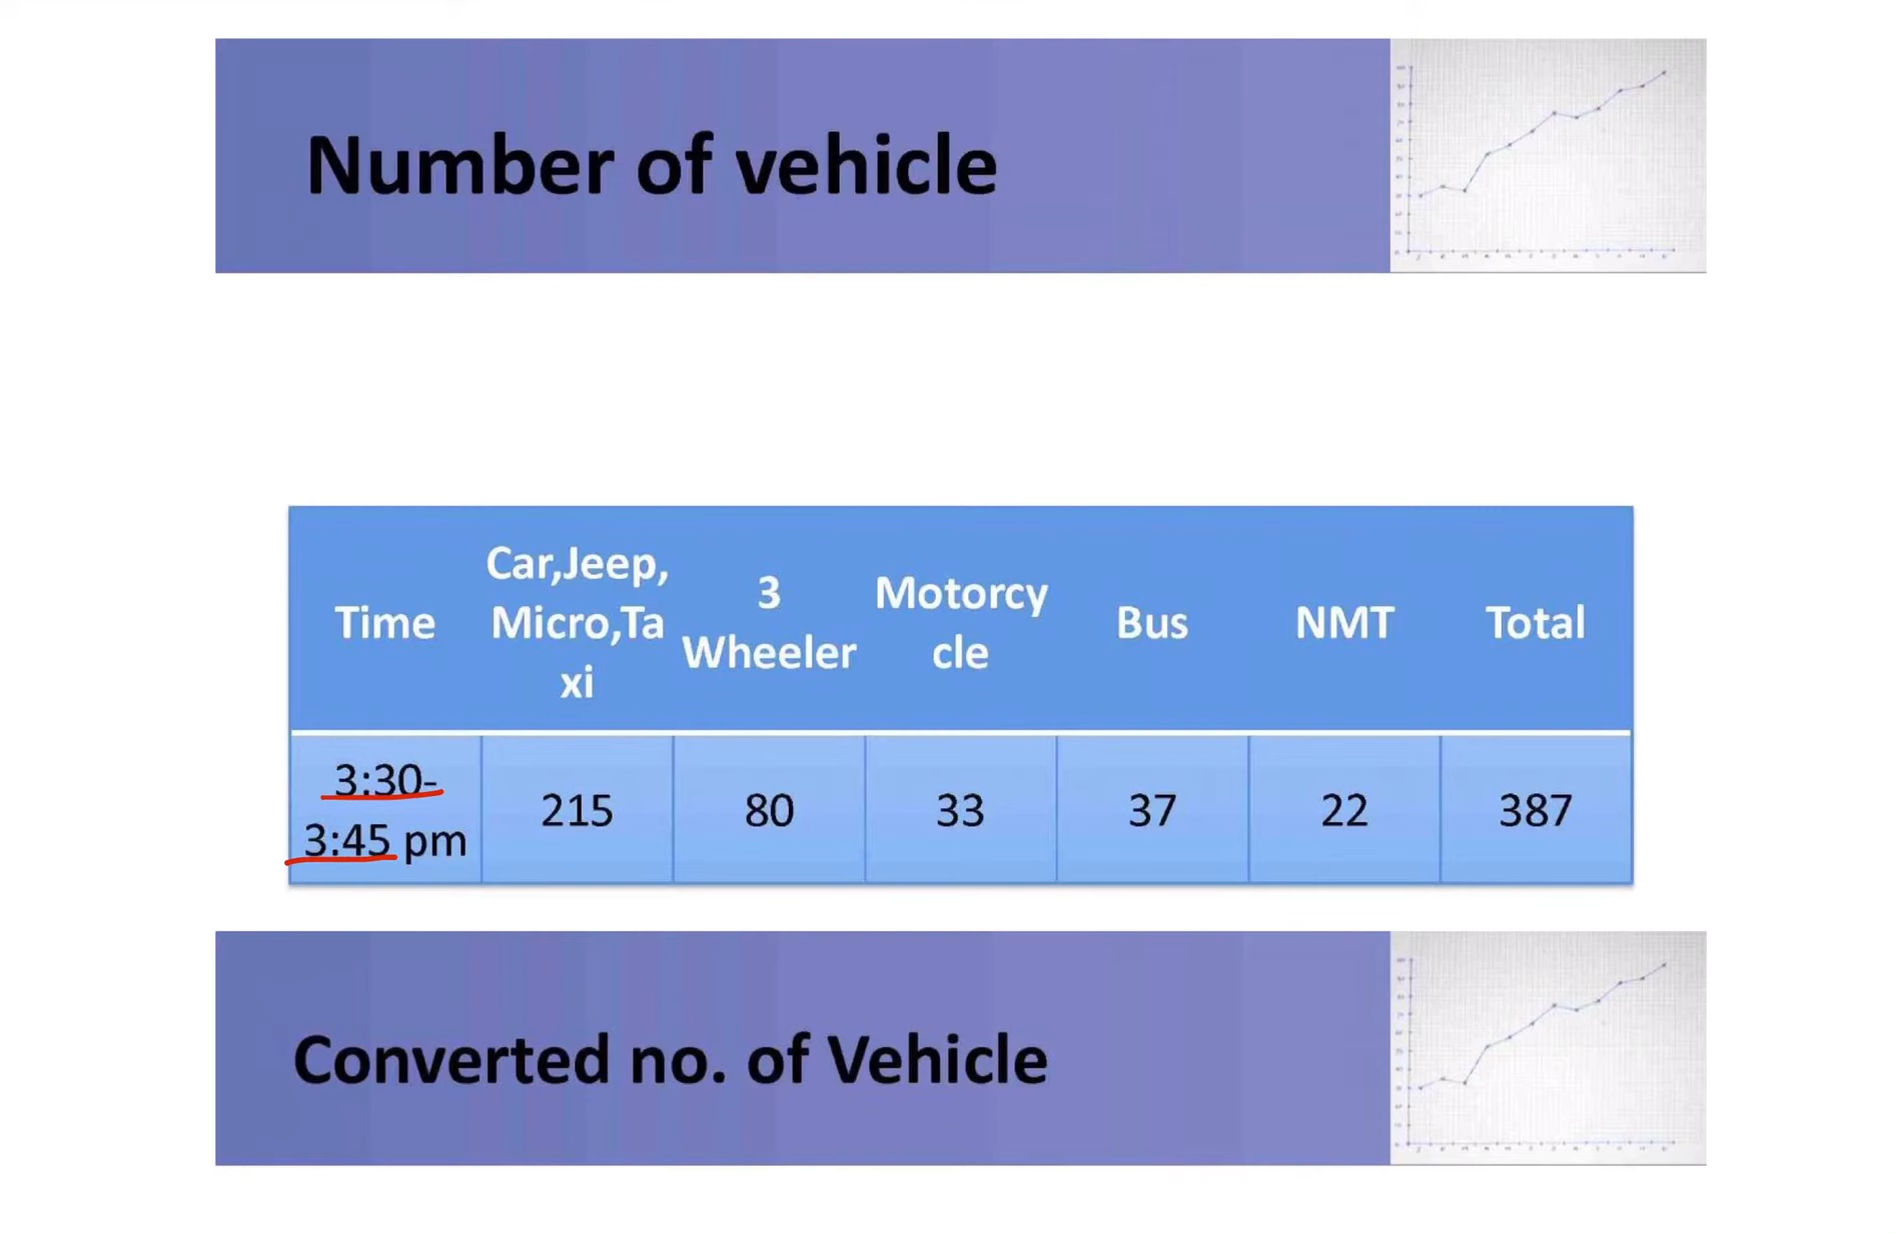 Number of vehicle
Time
Car,Jeep,
Micro,Ta
xi
3
Wheeler
Motorcy
cle
Bus
NMT
Total
3:30-
3:45 pm
215
80
33
37
22
387
Converted no. of Vehicle